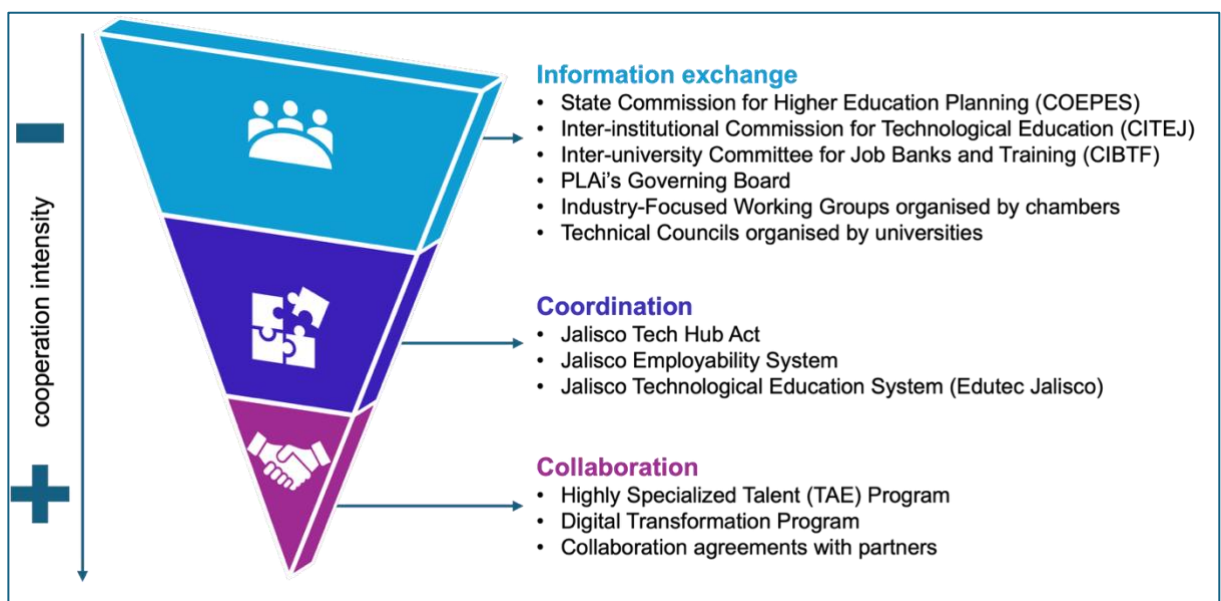 cooperation intensity
Information exchange
• State Commission for Higher Education Planning (COEPES)
• Inter-institutional Commission for Technological Education (CITEJ)
• Inter-university Committee for Job Banks and Training (CIBTF)
• PLAi’s Governing Board
• Industry-Focused Working Groups organised by chambers
• Technical Councils organised by universities
Coordination
• Jalisco Tech Hub Act
• Jalisco Employability System
• Jalisco Technological Education System (Edutec Jalisco)
Collaboration
• Highly Specialized Talent (TAE) Program
• Digital Transformation Program
• Collaboration agreements with partners